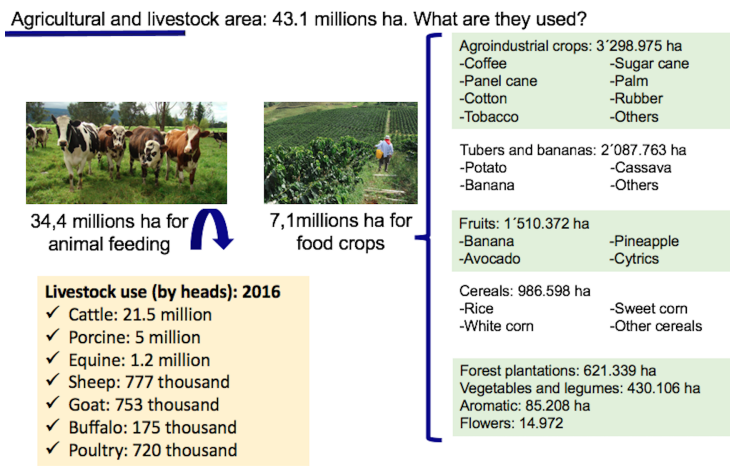 Agricultural and livestock area: 43.1 millions ha. What are they used?
34,4 millions ha for
animal feeding
7,1millions ha for
food crops
Livestock use (by heads): 2016
✓ Cattle: 21.5 million
✓ Porcine: 5 million
✓ Equine: 1.2 million
✓ Sheep: 777 thousand
✓ Goat: 753 thousand
✓ Buffalo: 175 thousand
✓ Poultry: 720 thousand
Agroindustrial crops: 3´298.975 ha
-Coffee -Sugar cane
-Panel cane -Palm
-Cotton -Rubber
-Tobacco -Others
Tubers and bananas: 2´087.763 ha
-Potato -Cassava
-Banana -Others
Fruits: 1´510.372 ha
-Banana -Pineapple
-Avocado -Cytrics
Cereals: 986.598 ha
-Rice -Sweet corn
-White corn -Other cereals
Forest plantations: 621.339 ha
Vegetables and legumes: 430.106 ha
Aromatic: 85.208 ha
Flowers: 14.972